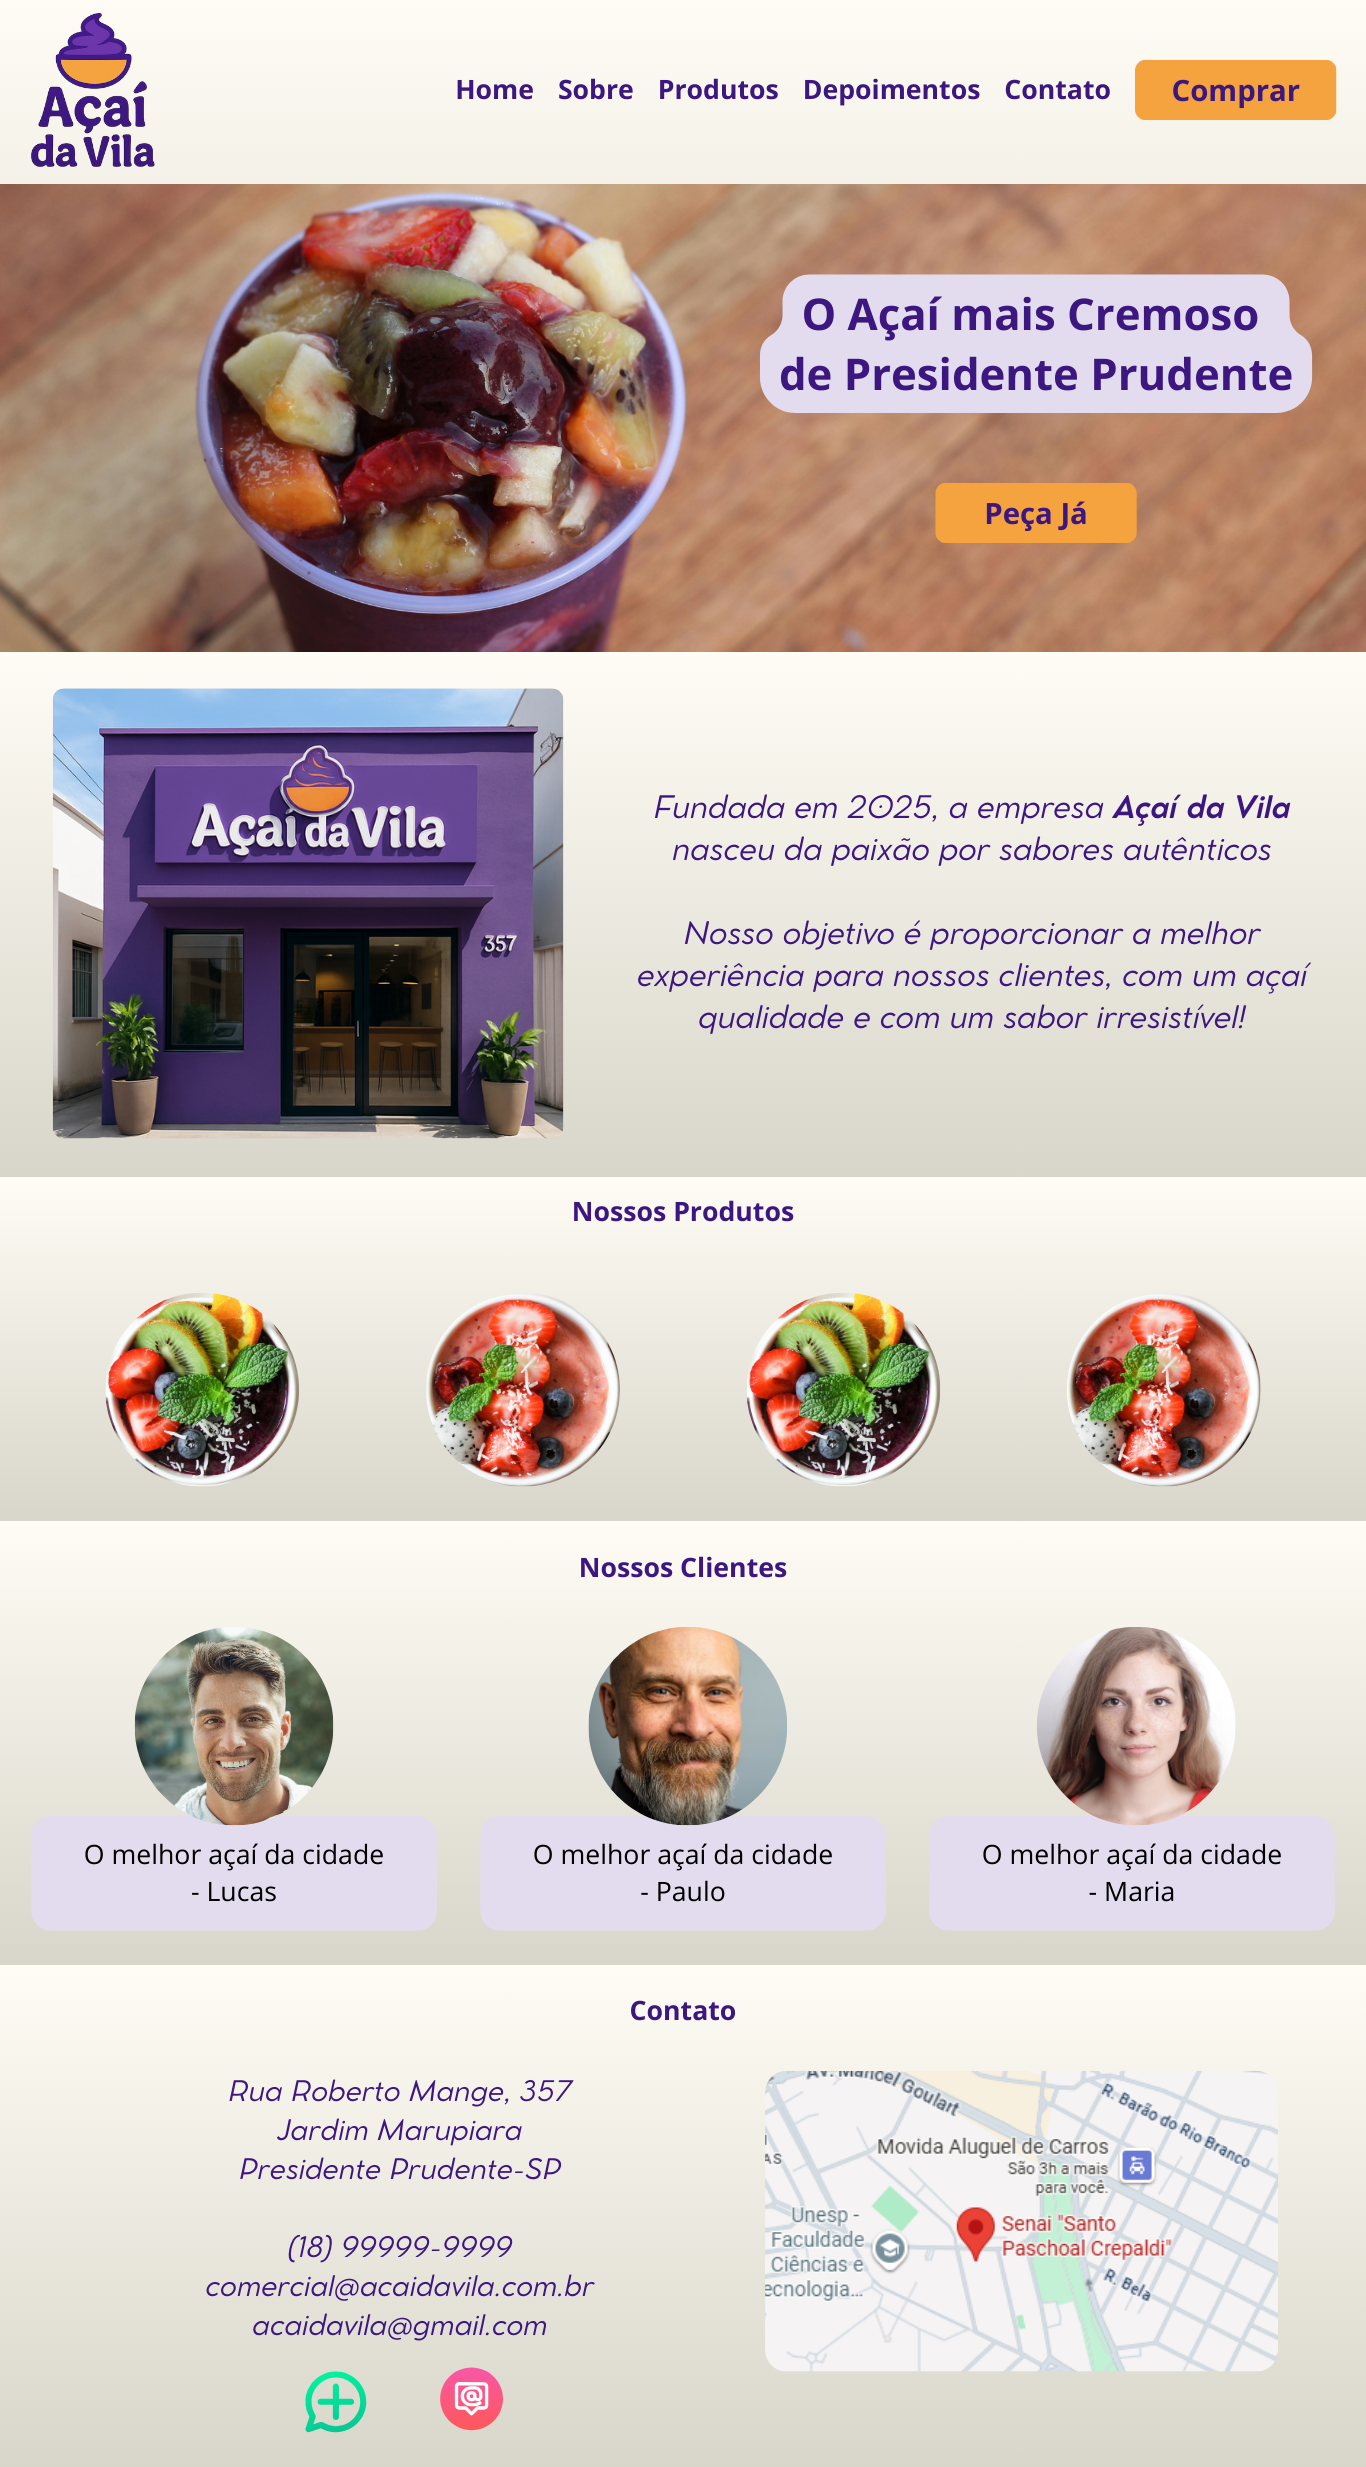 Açaí
da Vila
Home Sobre Produtos Depoimentos Contato Comprar
O Açaí mais Cremoso
de Presidente Prudente
Peça Já
Açaí da Vila
357
Fundada em 2025, a empresa Açaí da Vila
nasceu da paixão por sabores autênticos
Nosso objetivo é proporcionar a melhor
experiência para nossos clientes, com um açaí
qualidade e com um sabor irresistível!
Nossos Produtos
Nossos Clientes
O melhor açaí da cidade
- Lucas
O melhor açaí da cidade
- Paulo
O melhor açaí da cidade
- Maria
Contato
Rua Roberto Mange, 357
Jardim Marupiara
Presidente Prudente-SP
(18) 99999-9999
comercial@acaidavila.com.br
acaidavila@gmail.com
Av. Manoel Goulart
R. Barão do Rio Branco
Movida Aluguel de Carros
São 3h a mais
para você.
Unesp -
Faculdade
Ciências e
ecnologia...
Senai "Santo
Paschoal Crepaldi"
R. Bela